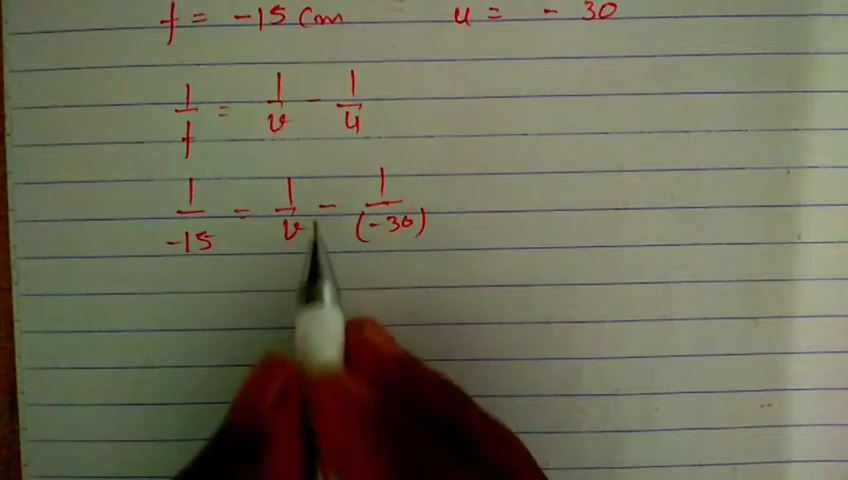 f = -15 cm u = - 30
1/f = 1/v - 1/u
1/-15 = 1/v - 1/(-30)